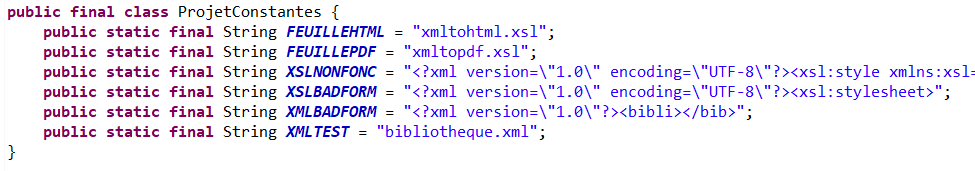 public final class ProjetConstantes {
public static final String FEUILLEHTML = "xmltohtml.xsl";
public static final String FEUILLEPDF = "xmltopdf.xsl";
public static final String XSLNONFONC = "<?xml version=\"1.0\" encoding=\"UTF-8\"?><xsl:style xmlns:xsl=
public static final String XSLBADFORM = "<?xml version=\"1.0\" encoding=\"UTF-8\"?><xsl:stylesheet>";
public static final String XMLBADFORM = "<?xml version=\"1.0\"?><bibli></bib>";
public static final String XMLTEST = "bibliotheque.xml";
}